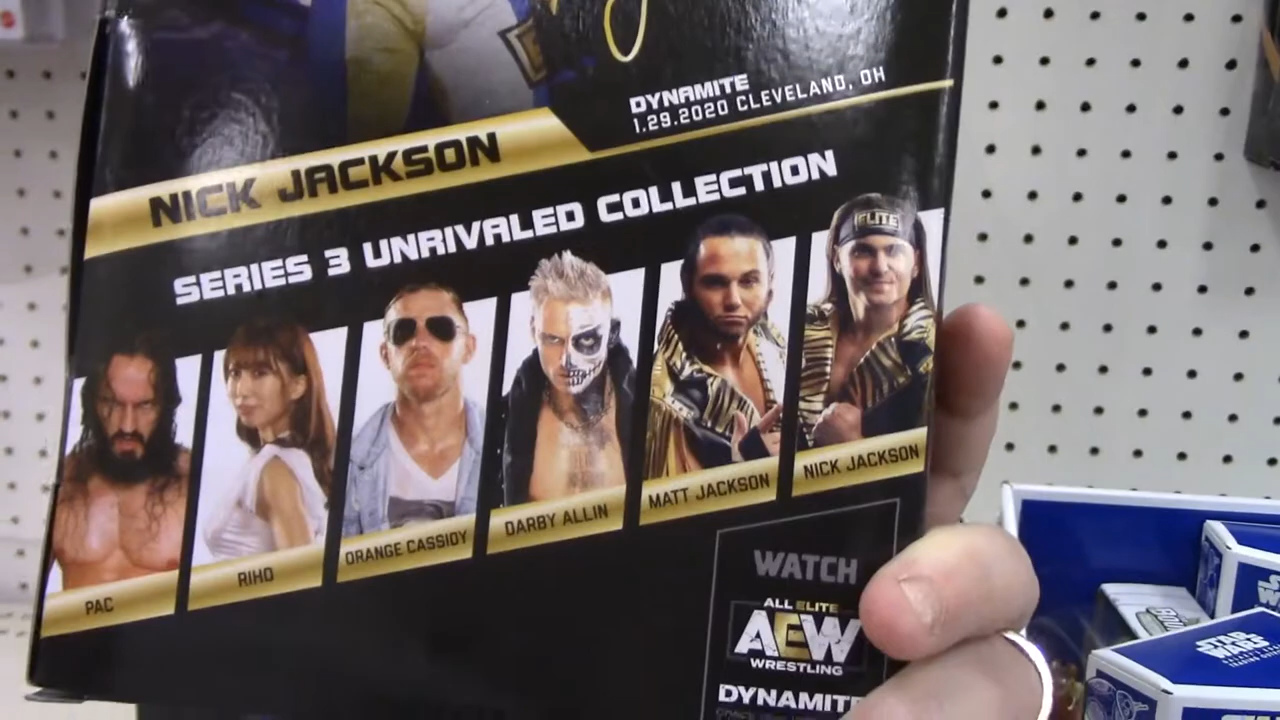 DYNAMITE
1.29.2020 CLEVELAND, OH
NICK JACKSON
SERIES 3 UNRIVALED COLLECTION
ELITE
PAC
RIHO
ORANGE CASSIDY
DARBY ALLIN
MATT JACKSON
NICK JACKSON
WATCH
ALL ELITE
AEW
WRESTLING
DYNAMITE
STAR
WARS